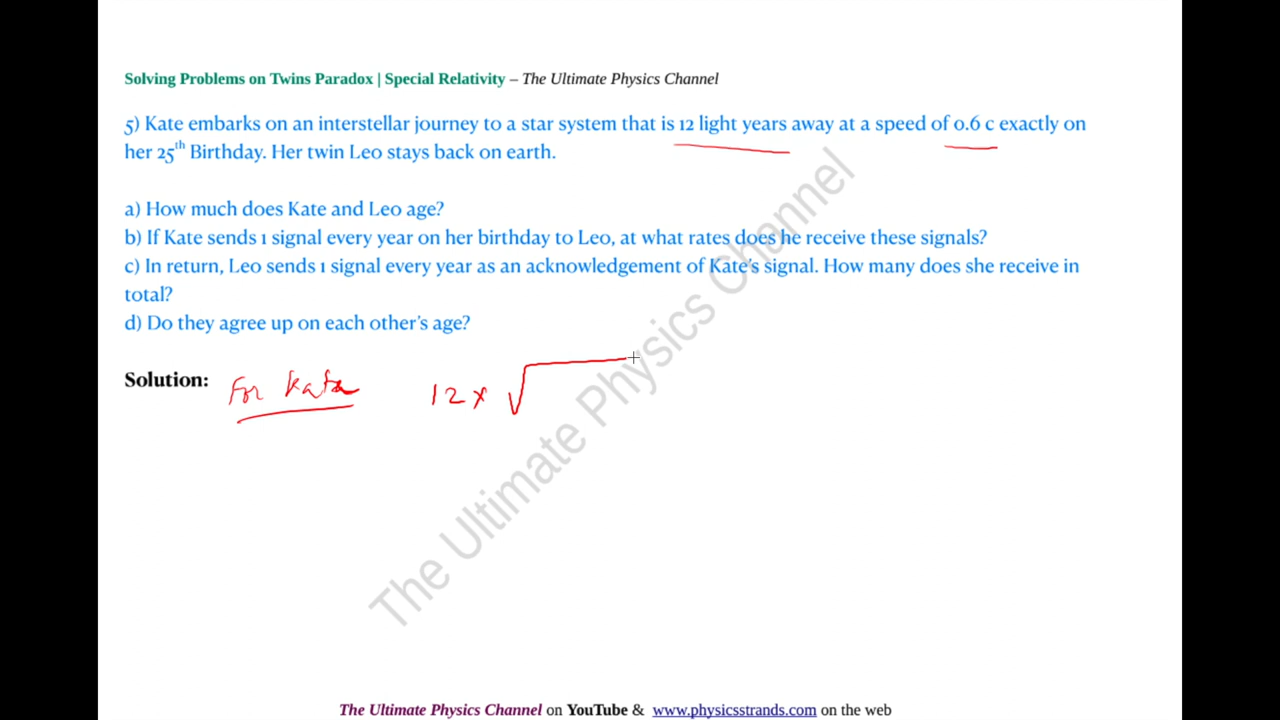 Solving Problems on Twins Paradox | Special Relativity – The Ultimate Physics Channel
5) Kate embarks on an interstellar journey to a star system that is 12 light years away at a speed of 0.6 c exactly on
her 25th Birthday. Her twin Leo stays back on earth.
a) How much does Kate and Leo age?
b) If Kate sends 1 signal every year on her birthday to Leo, at what rates does he receive these signals?
c) In return, Leo sends 1 signal every year as an acknowledgement of Kate's signal. How many does she receive in
total?
d) Do they agree up on each other's age?
Solution: For Kate 12 x √
The Ultimate Physics Channel
The Ultimate Physics Channel on YouTube & www.physicsstrands.com on the web